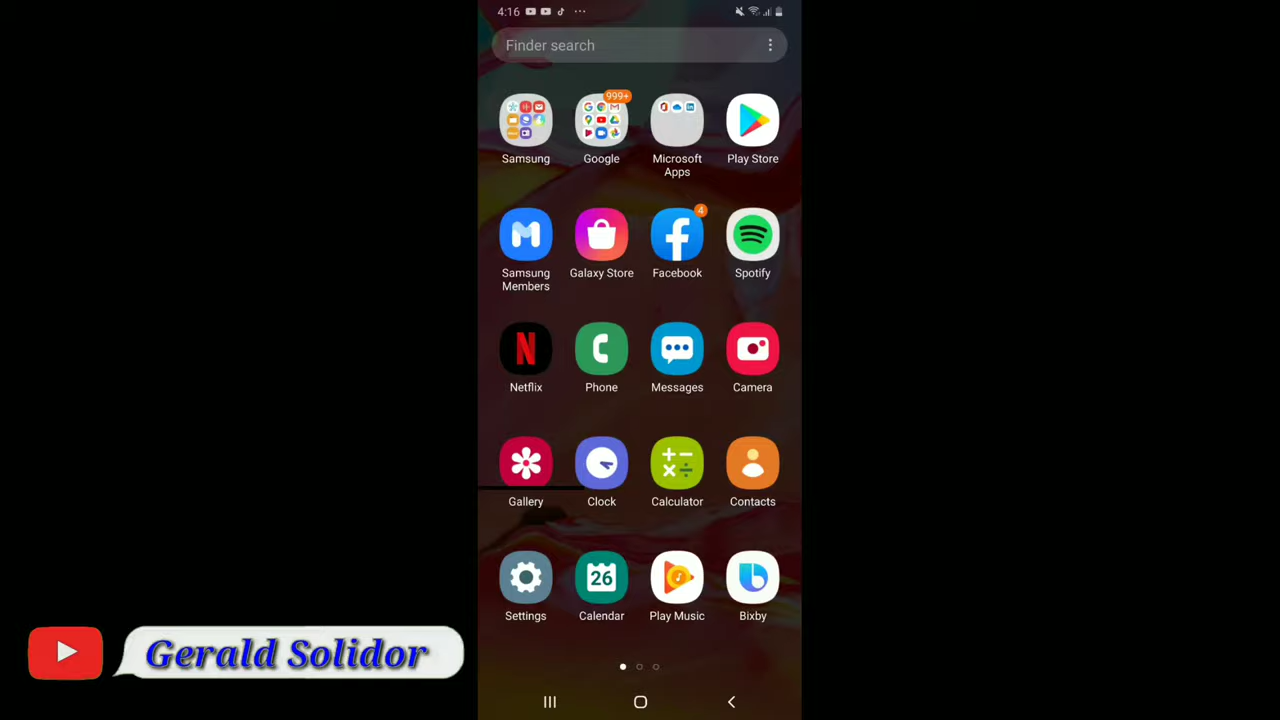 4:16
Finder search
999+
Samsung
Google
Microsoft
Apps
Play Store
4
Samsung
Members
Galaxy Store
Facebook
Spotify
N
Netflix
Phone
Messages
Camera
Gallery
Clock
Calculator
Contacts
26
Settings
Calendar
Play Music
Bixby
Gerald Solidor